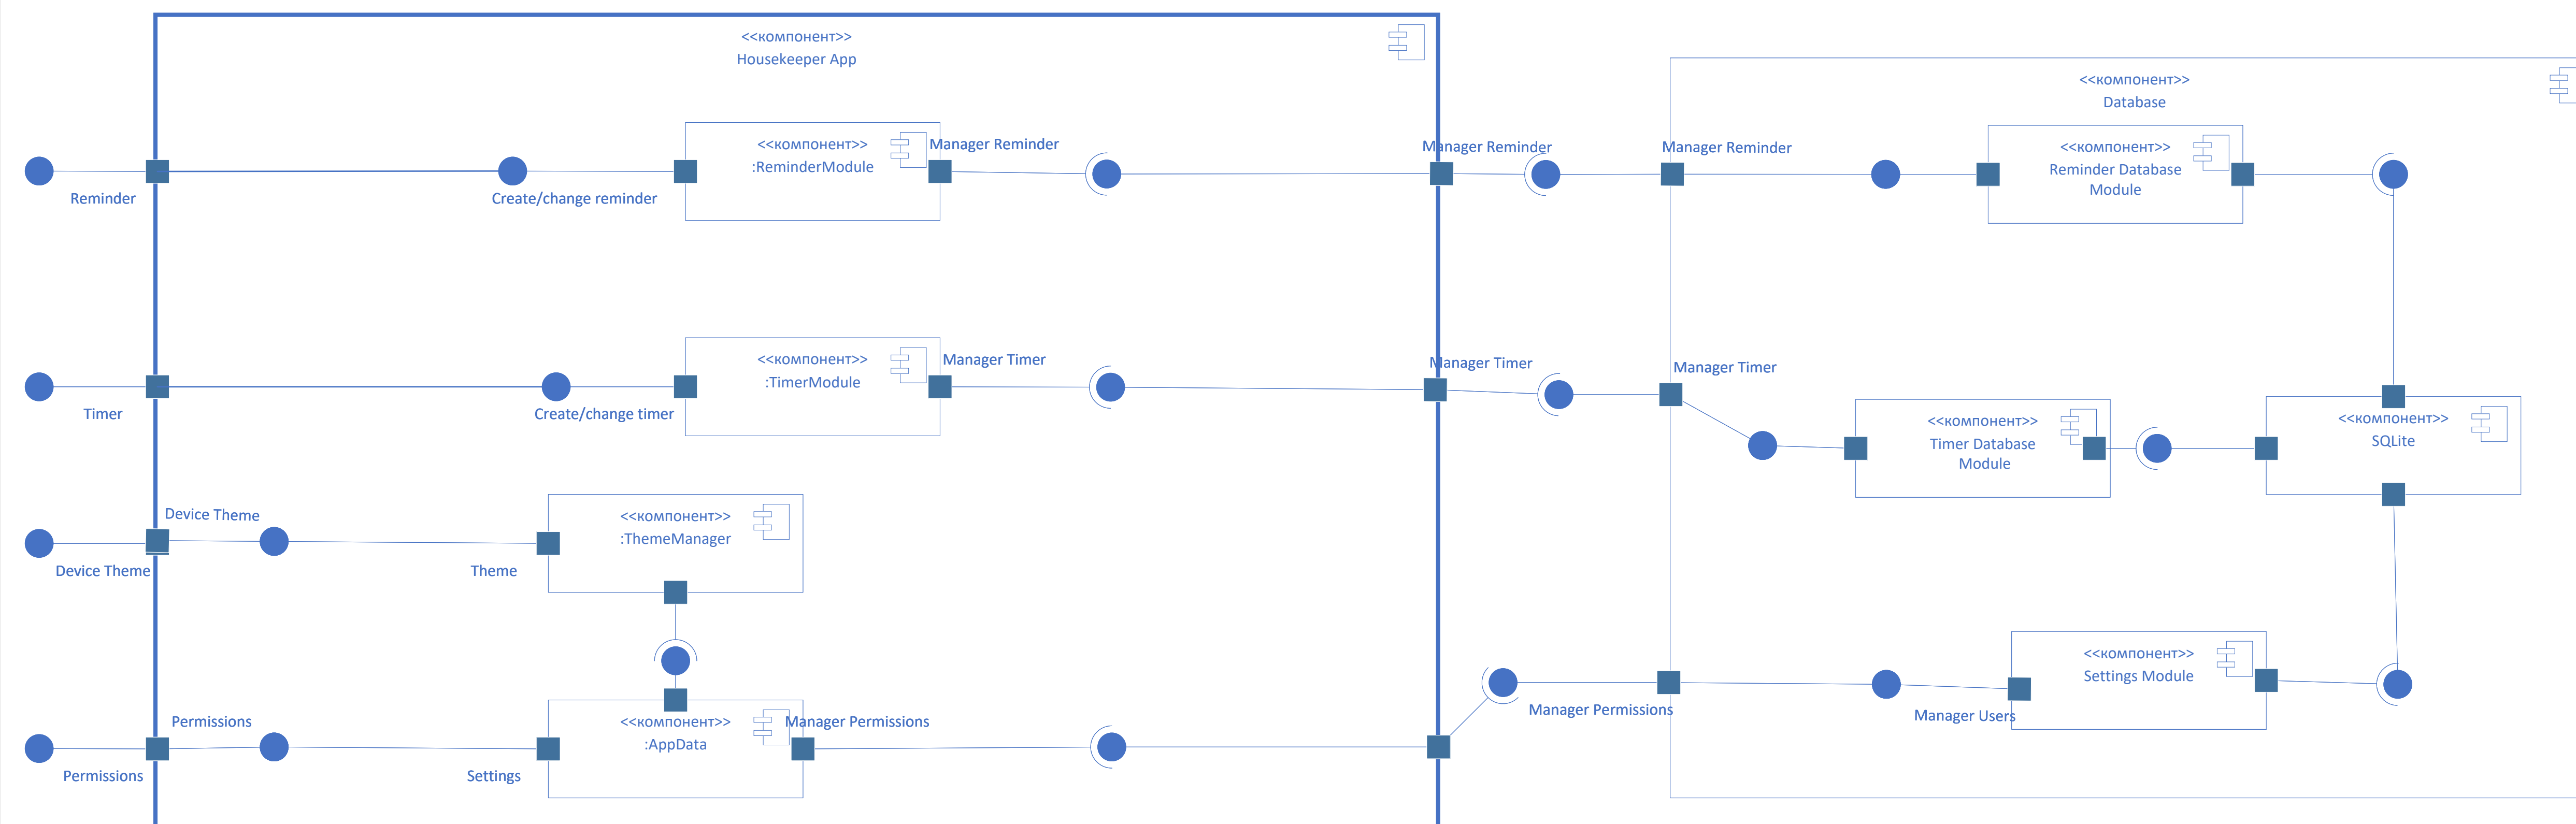 <<компонент>>
Housekeeper App
<<компонент>>
Database
<<компонент>>
:ReminderModule
Manager Reminder
Manager Reminder
Manager Reminder
<<компонент>>
Reminder Database
Module
Reminder
Create/change reminder
<<компонент>>
:TimerModule
Manager Timer
Manager Timer
Manager Timer
Timer
Create/change timer
<<компонент>>
Timer Database
Module
<<компонент>>
SQLite
Device Theme
Device Theme
Theme
<<компонент>>
:ThemeManager
Permissions
Permissions
Settings
<<компонент>>
:AppData
Manager Permissions
Manager Permissions
Manager Users
<<компонент>>
Settings Module